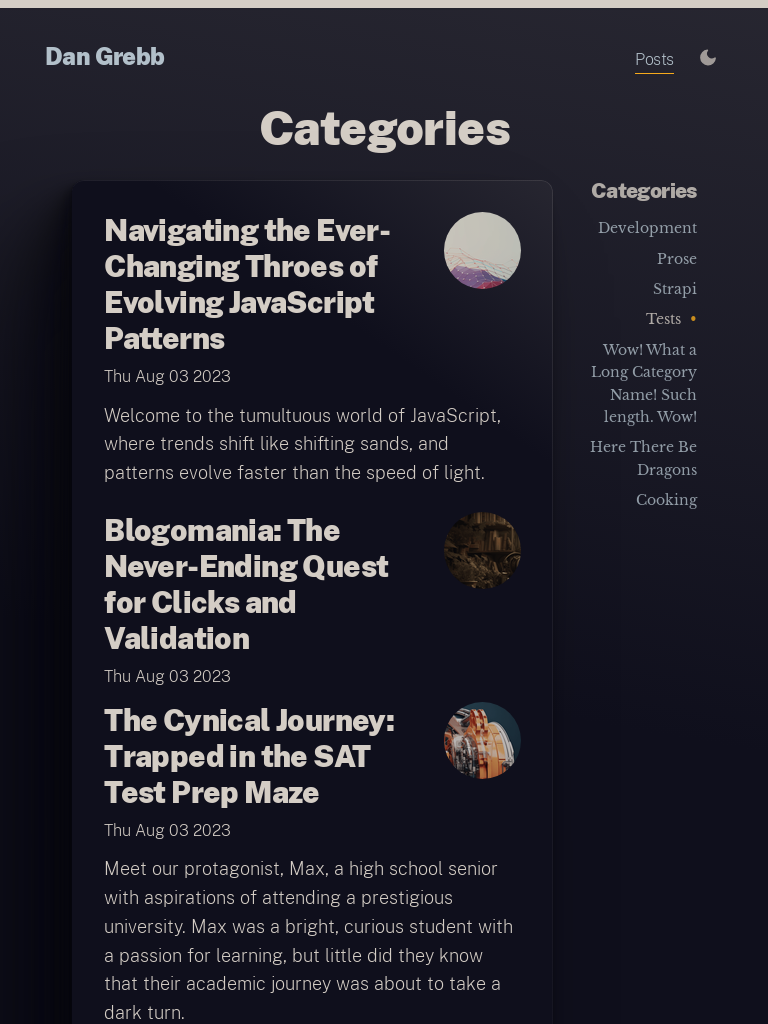 Dan Grebb
Posts
Categories
Navigating the Ever-
Changing Throes of
Evolving JavaScript
Patterns
Thu Aug 03 2023
Welcome to the tumultuous world of JavaScript,
where trends shift like shifting sands, and
patterns evolve faster than the speed of light.
Blogomania: The
Never-Ending Quest
for Clicks and
Validation
Thu Aug 03 2023
The Cynical Journey:
Trapped in the SAT
Test Prep Maze
Thu Aug 03 2023
Meet our protagonist, Max, a high school senior
with aspirations of attending a prestigious
university. Max was a bright, curious student with
a passion for learning, but little did they know
that their academic journey was about to take a
dark turn.
Categories
Development
Prose
Strapi
Tests •
Wow! What a
Long Category
Name! Such
length. Wow!
Here There Be
Dragons
Cooking